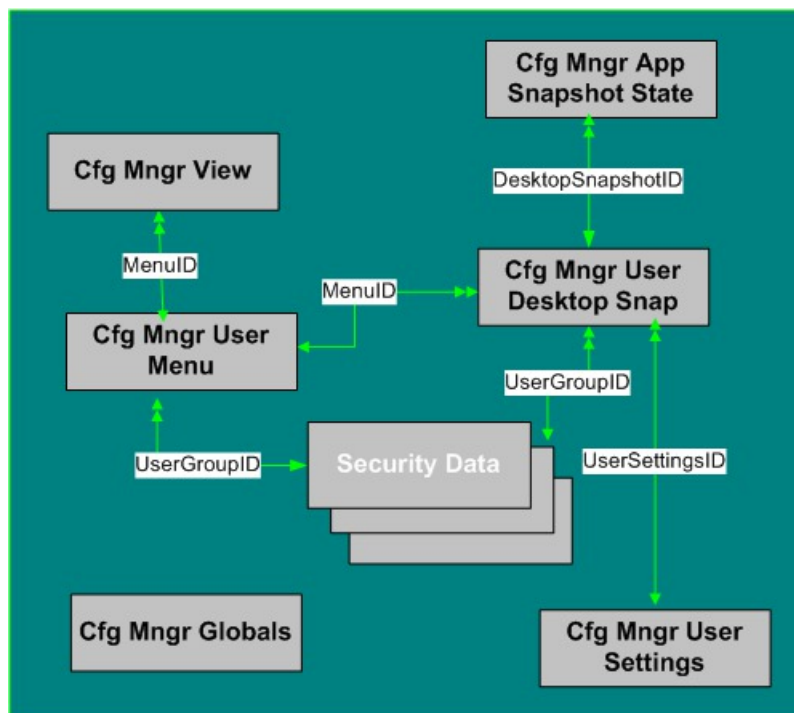 Cfg Mngr App
Snapshot State
Cfg Mngr View
DesktopSnapshotID
MenuID
Cfg Mngr User
Desktop Snap
MenuID
Cfg Mngr User
Menu
UserGroupID
Security Data
UserGroupID
UserSettingsID
Cfg Mngr Globals
Cfg Mngr User
Settings